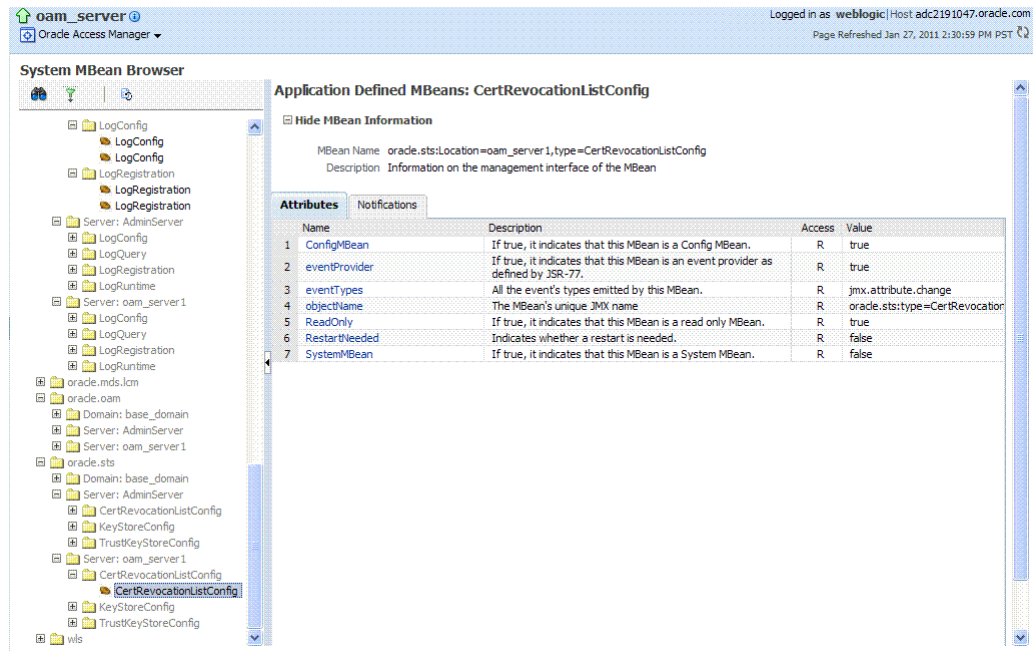 oam_server
Logged in as weblogic|Host adc2191047.oracle.com
Oracle Access Manager
Page Refreshed Jan 27, 2011 2:30:59 PM PST
System MBean Browser
LogConfig
LogConfig
LogConfig
LogRegistration
LogRegistration
LogRegistration
Server: AdminServer
LogConfig
LogQuery
LogRegistration
LogRuntime
Server: oam_server1
LogConfig
LogQuery
LogRegistration
LogRuntime
oracle.mds.lcm
oracle.oam
Domain: base_domain
Server: AdminServer
Server: oam_server1
oracle.sts
Domain: base_domain
Server: AdminServer
CertRevocationListConfig
KeyStoreConfig
TrustKeyStoreConfig
Server: oam_server1
CertRevocationListConfig
CertRevocationListConfig
KeyStoreConfig
TrustKeyStoreConfig
wls
Application Defined MBeans: CertRevocationListConfig
Hide MBean Information
MBean Name oracle.sts:Location=oam_server1,type=CertRevocationListConfig
Description Information on the management interface of the MBean
Attributes Notifications
Name Description Access Value
1 ConfigMBean If true, it indicates that this MBean is a Config MBean. R true
2 eventProvider If true, it indicates that this MBean is an event provider as defined by JSR-77. R true
3 eventTypes All the event's types emitted by this MBean. R jmx.attribute.change
4 objectName The MBean's unique JMX name R oracle.sts:type=CertRevocation
5 ReadOnly If true, it indicates that this MBean is a read only MBean. R true
6 RestartNeeded Indicates whether a restart is needed. R false
7 SystemMBean If true, it indicates that this MBean is a System MBean. R false